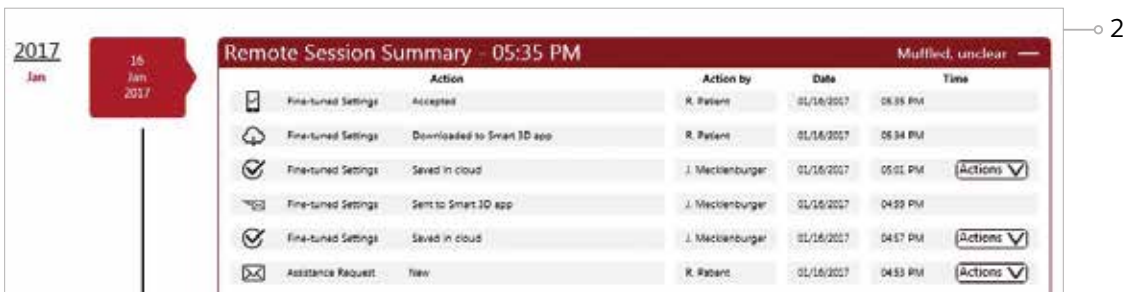 2
2017
Jan
16
Jan
2017
Remote Session Summary - 05:35 PM Muffled, unclear —
Action Action by Date Time
Fine-tuned Settings Accepted R. Patient 01/16/2017 05:35 PM
Fine-tuned Settings Downloaded to Smart 3D app R. Patient 01/16/2017 05:34 PM
Fine-tuned Settings Saved in cloud J. Mecklenburger 01/16/2017 05:01 PM Actions
Fine-tuned Settings Sent to Smart 3D app J. Mecklenburger 01/16/2017 04:59 PM
Fine-tuned Settings Saved in cloud J. Mecklenburger 01/16/2017 04:57 PM Actions
Assistance Request New R. Patient 01/16/2017 04:53 PM Actions